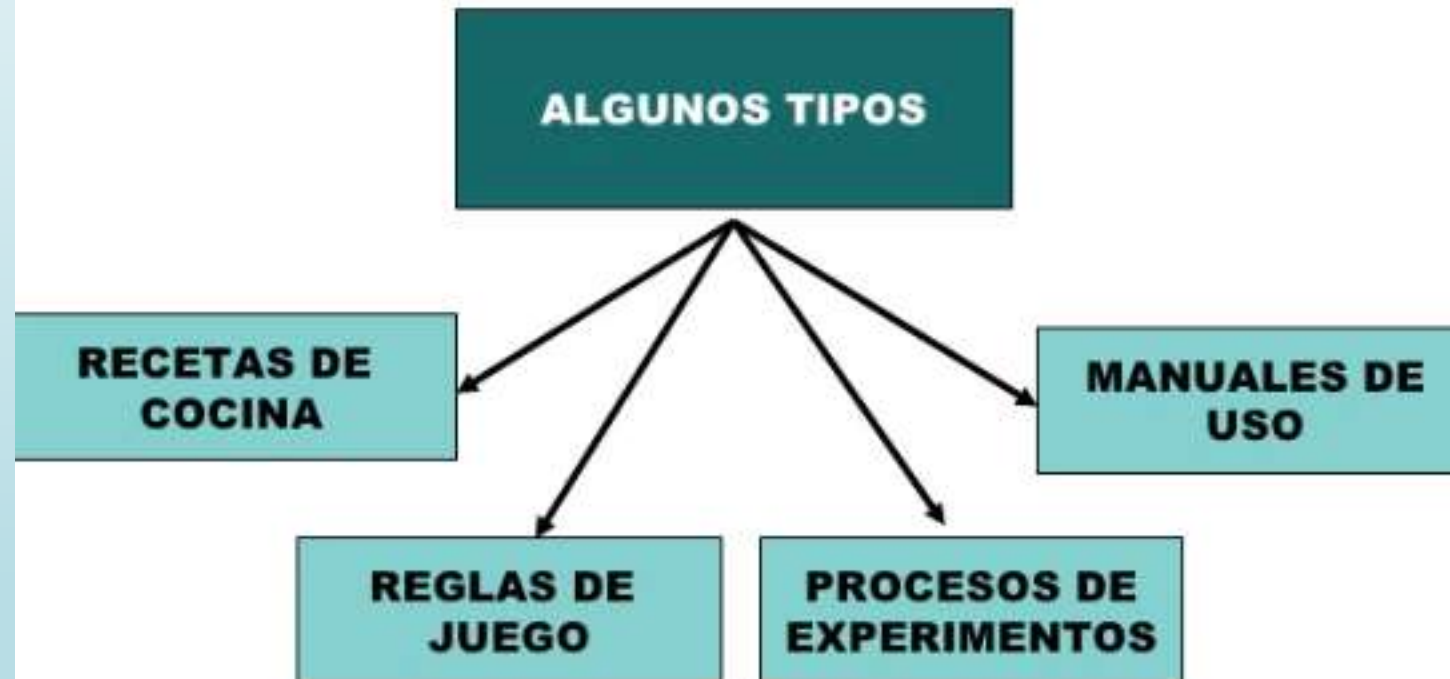 ALGUNOS TIPOS
RECETAS DE
COCINA
MANUALES DE
USO
REGLAS DE
JUEGO
PROCESOS DE
EXPERIMENTOS